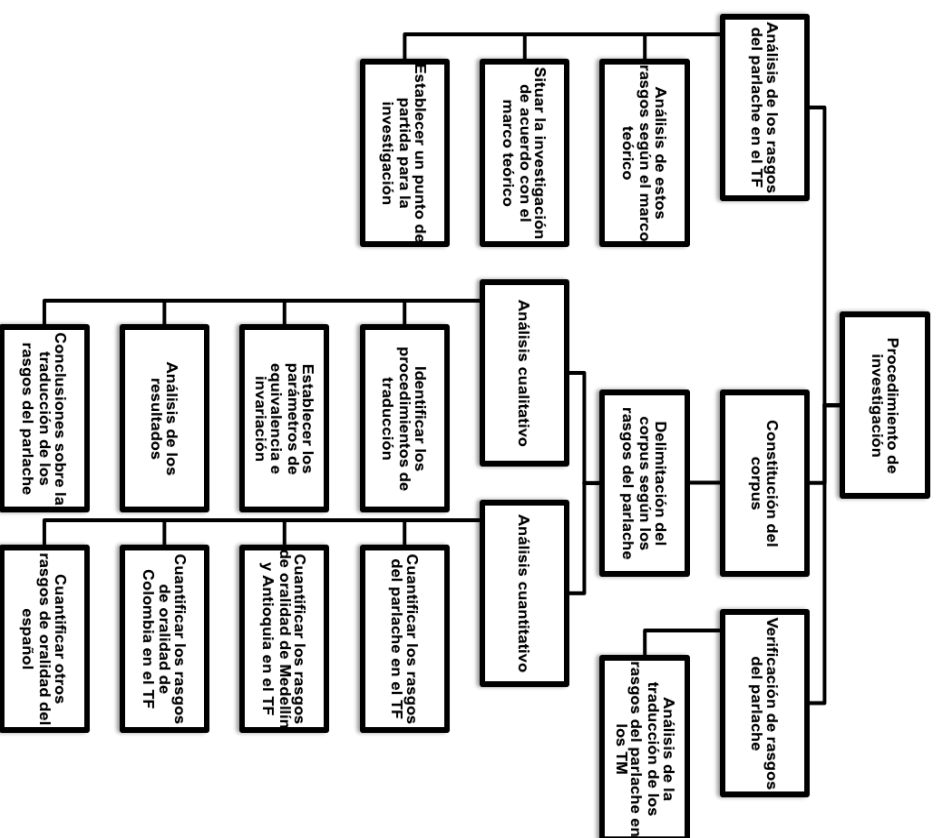 Procedimiento de
investigación
Análisis de los rasgos
del parlache en el TF
Análisis de estos
rasgos según el marco
teórico
Situar la investigación
de acuerdo con el
marco teórico
Establecer un punto de
partida para la
investigación
Constitución del
corpus
Delimitación del
corpus según los
rasgos del parlache
Análisis cualitativo
Identificar los
procedimientos de
traducción
Establecer los
parámetros de
equivalencia e
invariación
Análisis de los
resultados
Conclusiones sobre la
traducción de los
rasgos del parlache
Análisis cuantitativo
Cuantificar los rasgos
del parlache en el TF
Cuantificar los rasgos
de oralidad de Medellín
y Antioquia en el TF
Cuantificar los rasgos
de oralidad de
Colombia en el TF
Cuantificar otros
rasgos de oralidad del
español
Verificación de rasgos
del parlache
Análisis de la
traducción de los
rasgos del parlache en
los TM